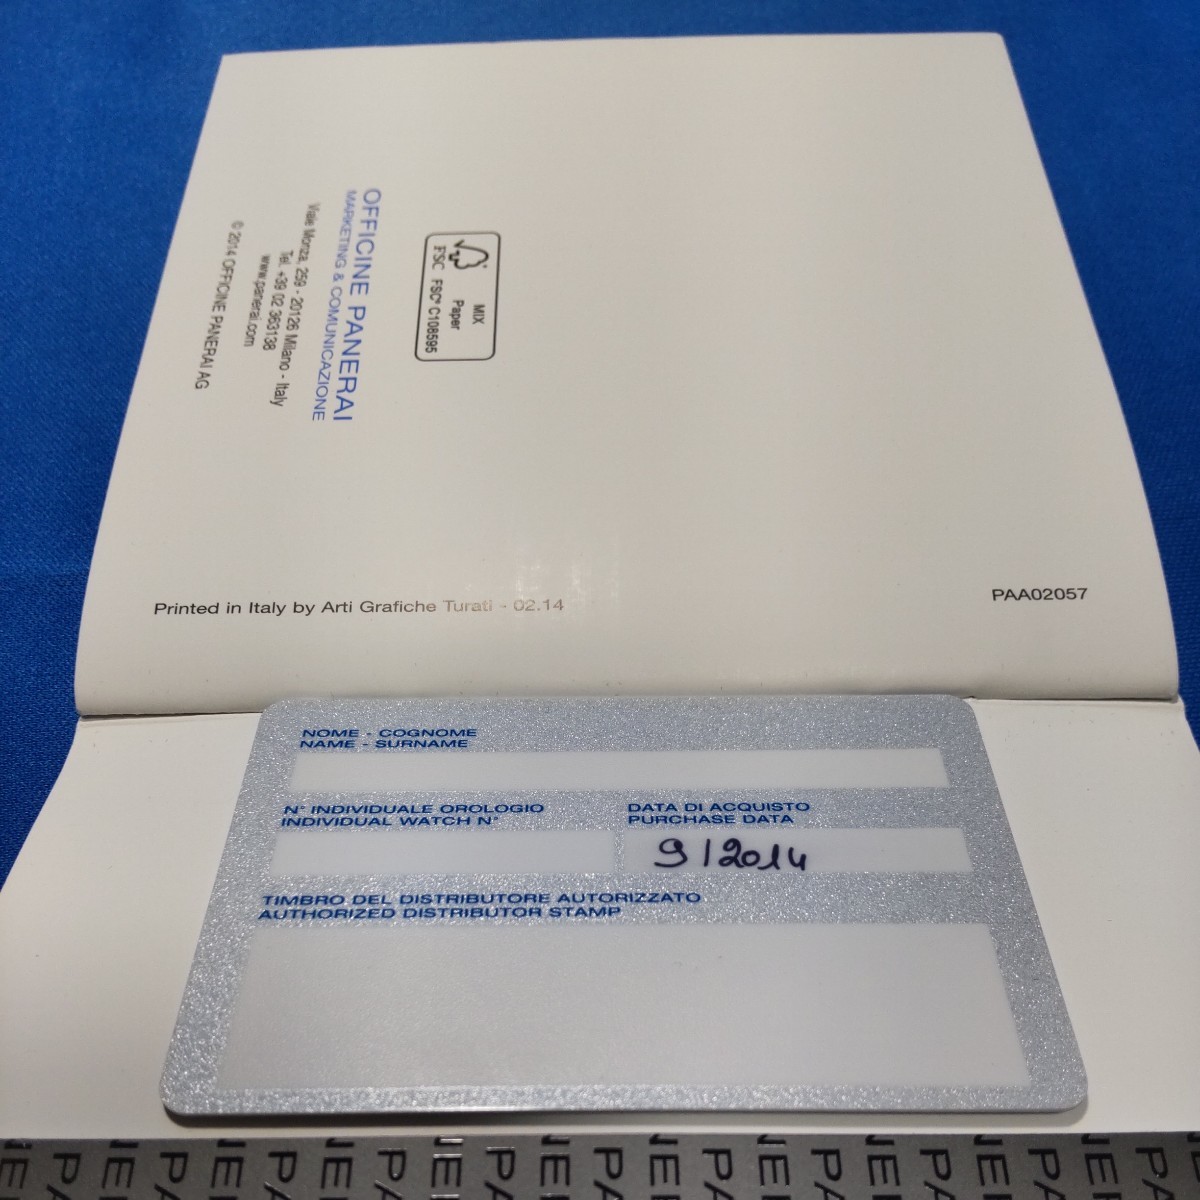 OFFICINE PANERAI
MARKETING & COMUNICAZIONE
Viale Monza, 259 - 20126 Milano - Italy
Tel. +39 02 363138
www.panerai.com
© 2014 OFFICINE PANERAI AG
MIX
Paper
FSC FSC® C108595
Printed in Italy by Arti Grafiche Turati - 02.14
PAA02057
NOME - COGNOME
NAME - SURNAME
N° INDIVIDUALE OROLOGIO
INDIVIDUAL WATCH N°
DATA DI ACQUISTO
PURCHASE DATA
9/2014
TIMBRO DEL DISTRIBUTORE AUTORIZZATO
AUTHORIZED DISTRIBUTOR STAMP